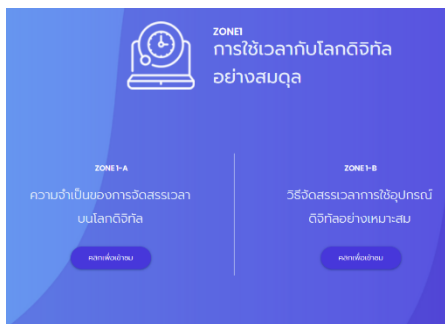 ZONE1
การใช้เวลากับโลกดิจิทัล
อย่างสมดุล
ZONE 1-A
ความจำเป็นของการจัดสรรเวลา
บนโลกดิจิทัล
คลิกเพื่อเข้าชม
ZONE 1-B
วิธีจัดสรรเวลาการใช้อุปกรณ์
ดิจิทัลอย่างเหมาะสม
คลิกเพื่อเข้าชม